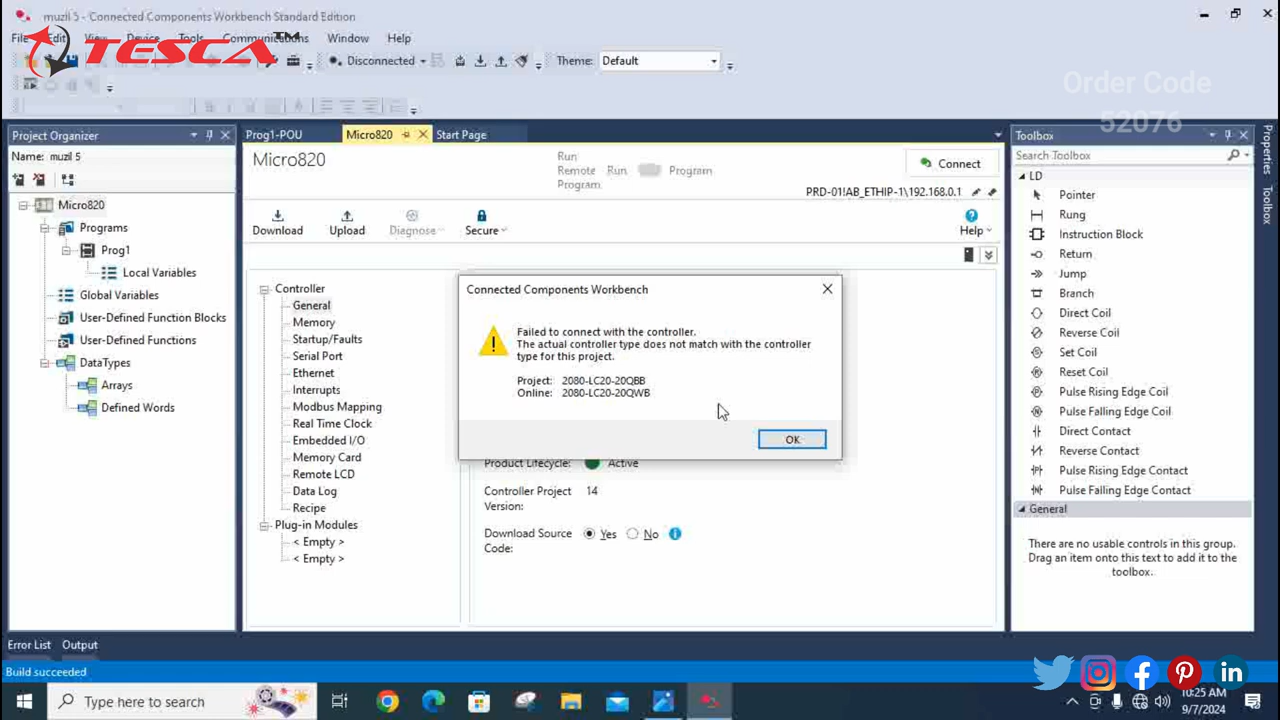 muzil 5 - Connected Components Workbench Standard Edition
File Edit View Device Tools Communications Window Help
TESCA™
Disconnected
Theme: Default
Order Code
52076
Project Organizer
Name: muzil 5
Micro820
Programs
Prog1
Local Variables
Global Variables
User-Defined Function Blocks
User-Defined Functions
DataTypes
Arrays
Defined Words
Prog1-POU
Micro820
Start Page
Micro820
Run
Remote Run Program
Program
Connect
PRD-01!AB_ETHIP-1\192.168.0.1
Download
Upload
Diagnose
Secure
Help
Controller
General
Memory
Startup/Faults
Serial Port
Ethernet
Interrupts
Modbus Mapping
Real Time Clock
Embedded I/O
Memory Card
Remote LCD
Data Log
Recipe
Plug-in Modules
< Empty >
< Empty >
Connected Components Workbench
Failed to connect with the controller.
The actual controller type does not match with the controller
type for this project.
Project: 2080-LC20-20QBB
Online: 2080-LC20-20QWB
OK
Product Lifecycle: Active
Controller Project
Version: 14
Download Source
Code: Yes No
Toolbox
Search Toolbox
LD
Pointer
Rung
Instruction Block
Return
Jump
Branch
Direct Coil
Reverse Coil
Set Coil
Reset Coil
Pulse Rising Edge Coil
Pulse Falling Edge Coil
Direct Contact
Reverse Contact
Pulse Rising Edge Contact
Pulse Falling Edge Contact
General
There are no usable controls in this group.
Drag an item onto this text to add it to the
toolbox.
Properties
Toolbox
Error List Output
Build succeeded
Type here to search
10:25 AM
9/7/2024